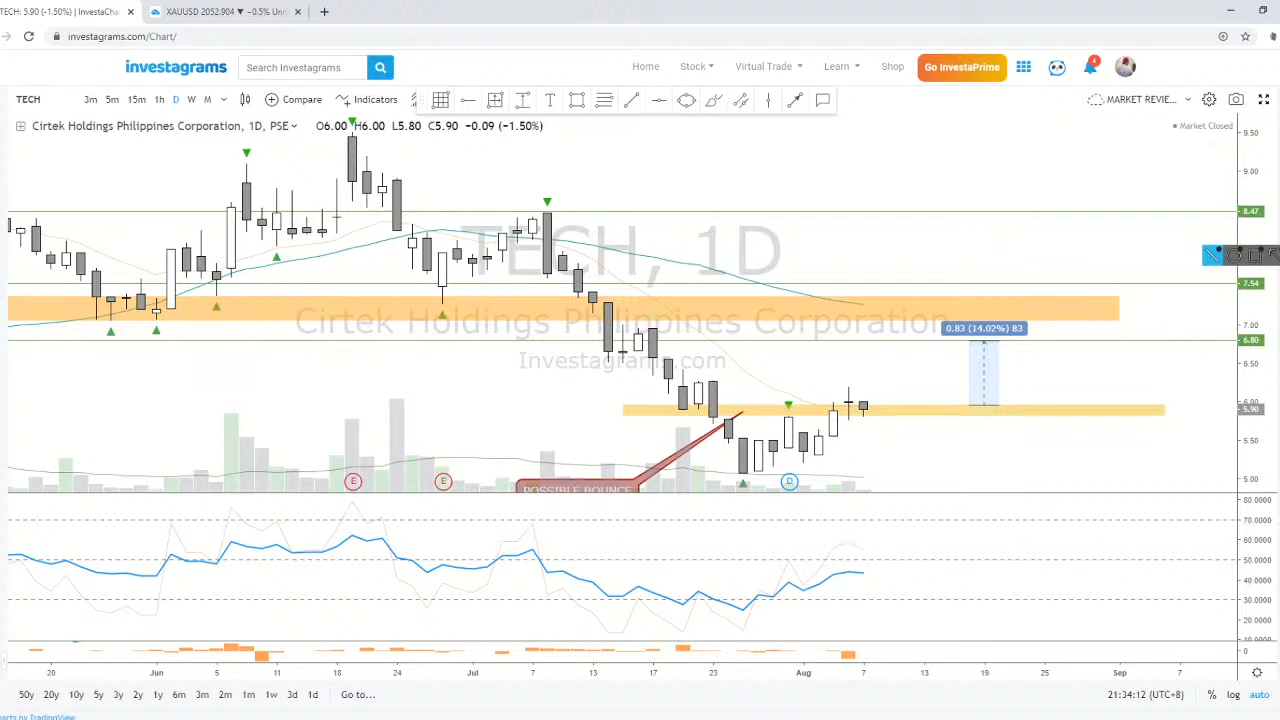 TECH: 5.90 (-1.50%) | InvestaCha
XAUUSD 2052.904 ▼ −0.5% Unn
investagrams.com/Chart/
investagrams
Search Investagrams
Home
Stock
Virtual Trade
Learn
Shop
Go InvestaPrime
4
TECH
3m 5m 15m 1h D W M
Compare
Indicators
T
MARKET REVIE...
Cirtek Holdings Philippines Corporation, 1D, PSE
O6.00 H6.00 L5.80 C5.90 -0.09 (-1.50%)
Market Closed
9.50
9.00
8.47
TECH, 1D
7.54
Cirtek Holdings Philippines Corporation
7.00
0.83 (14.02%) 83
6.80
Investagrams.com
6.50
6.00
5.90
5.50
5.00
E
E
D
POSSIBLE BOUNCE
80.0000
70.0000
60.0000
50.0000
40.0000
30.0000
20.0000
10.0000
0
20 Jun 5 11 18 24 Jul 7 13 17 23 Aug 7 13 19 25 Sep 7
50y 20y 10y 5y 3y 2y 1y 6m 3m 2m 1m 1w 3d 1d Go to...
21:34:12 (UTC+8) % log auto
arts by TradingView